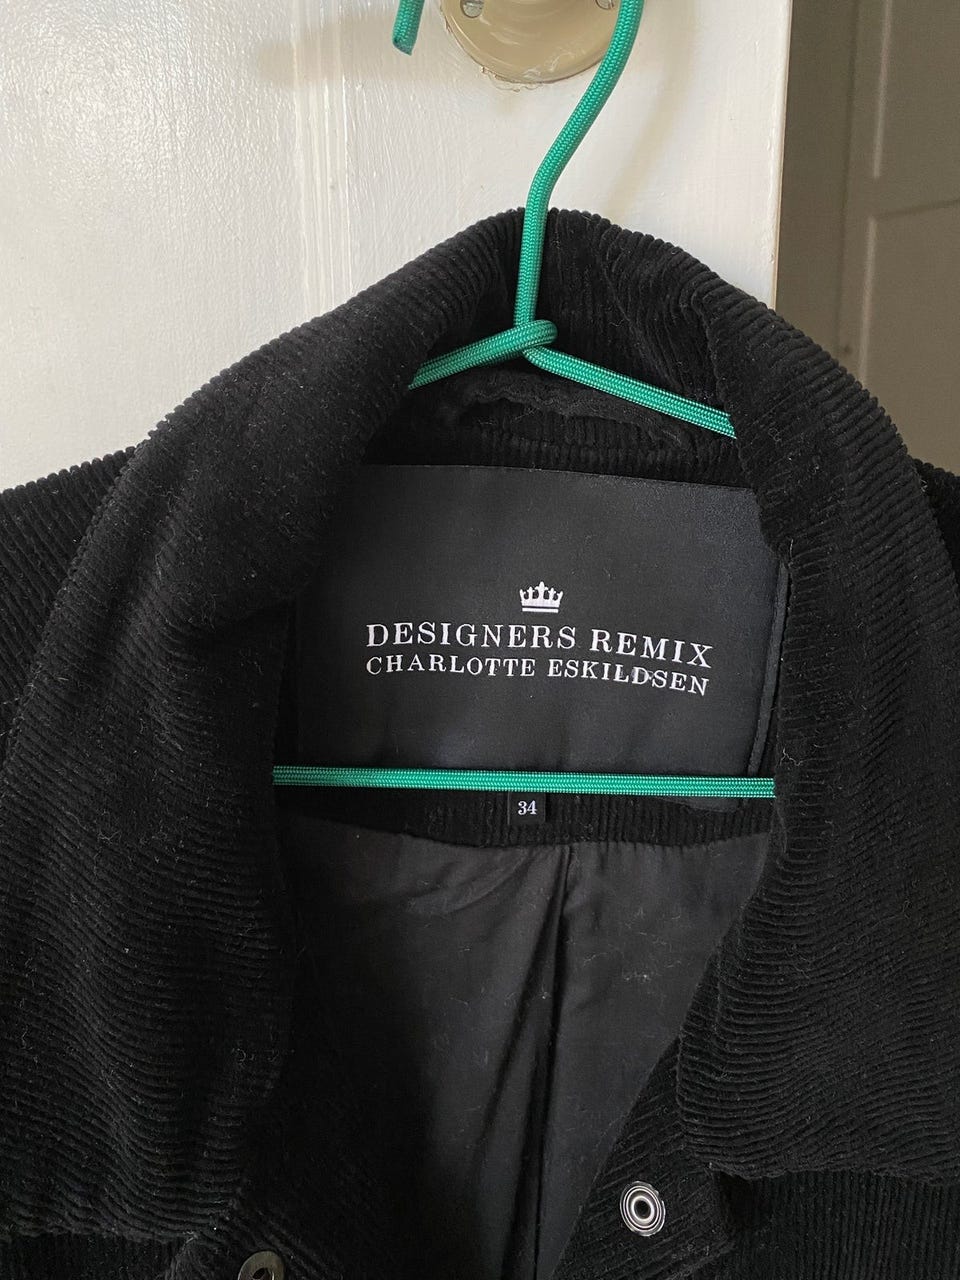 DESIGNERS REMIX
CHARLOTTE ESKILDSEN
34